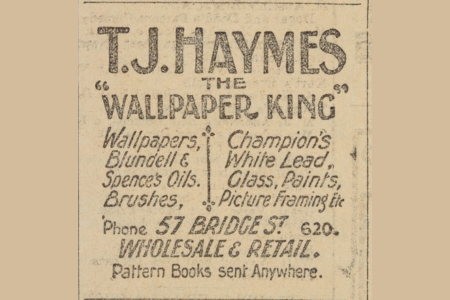 T.J. HAYMES
THE
"WALLPAPER KING"
Wallpapers,
Blundell &
Spence's Oils.
Brushes,
Champion's
White Lead,
Glass, Paints,
Picture Framing Etc
'Phone 57 BRIDGE ST 620.
WHOLESALE & RETAIL.
Pattern Books sent Anywhere.